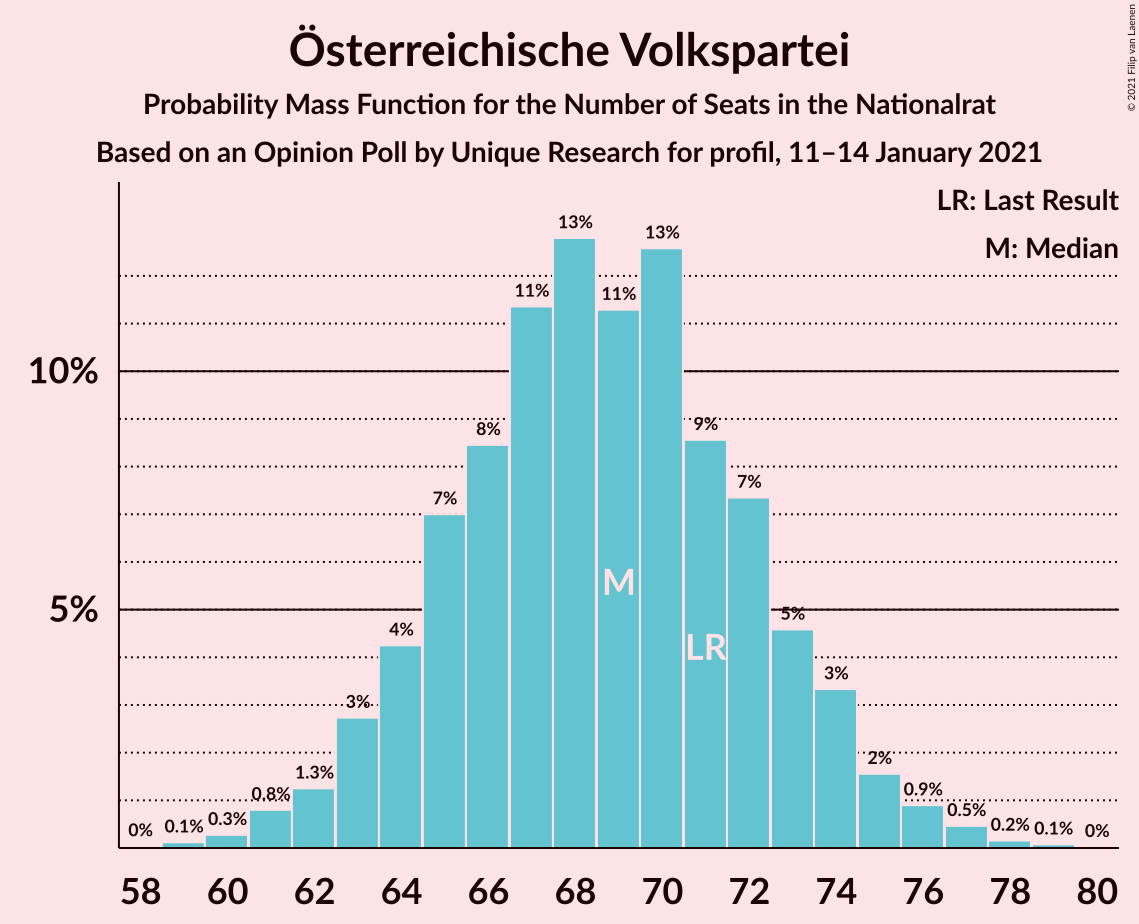 Österreichische Volkspartei
Probability Mass Function for the Number of Seats in the Nationalrat
Based on an Opinion Poll by Unique Research for profil, 11–14 January 2021
© 2021 Filip van Laenen
LR: Last Result
M: Median
10%
5%
0%
0.1%
0.3%
0.8%
1.3%
3%
4%
7%
8%
11%
13%
11%
13%
9%
7%
5%
3%
2%
0.9%
0.5%
0.2%
0.1%
0%
M
LR
58 60 62 64 66 68 70 72 74 76 78 80